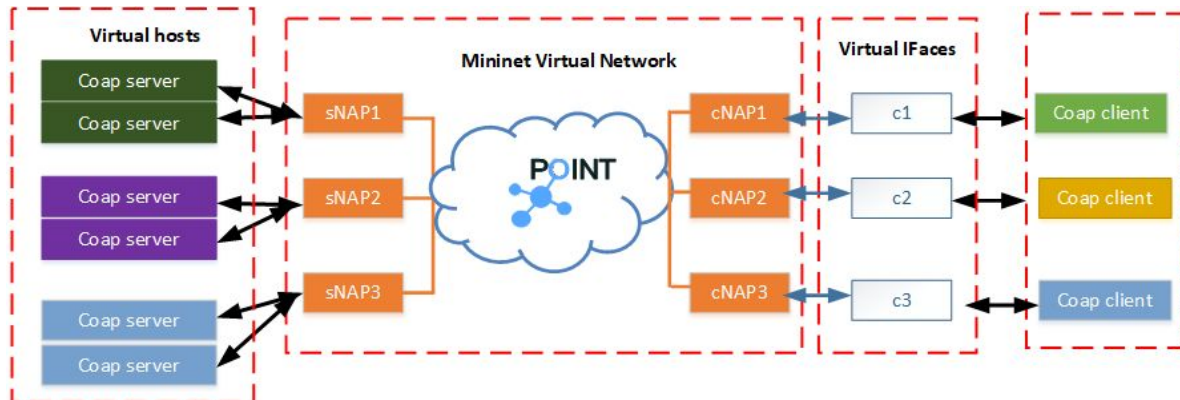 Virtual hosts
Coap server
Coap server
Coap server
Coap server
Coap server
Coap server
Mininet Virtual Network
sNAP1
sNAP2
sNAP3
POINT
cNAP1
cNAP2
cNAP3
Virtual IFaces
c1
c2
c3
Coap client
Coap client
Coap client